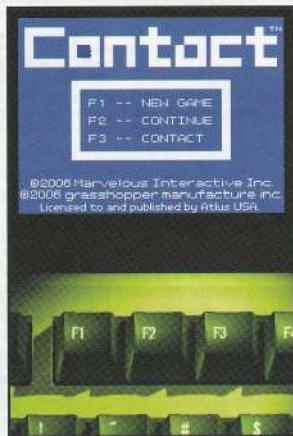 Contact™
F1 -- NEW GAME
F2 -- CONTINUE
F3 -- CONTACT
©2006 Marvelous Interactive Inc.
©2006 grasshopper manufacture inc
Licensed to and published by Atlus USA.
F1 F2 F3 F4
! " # $